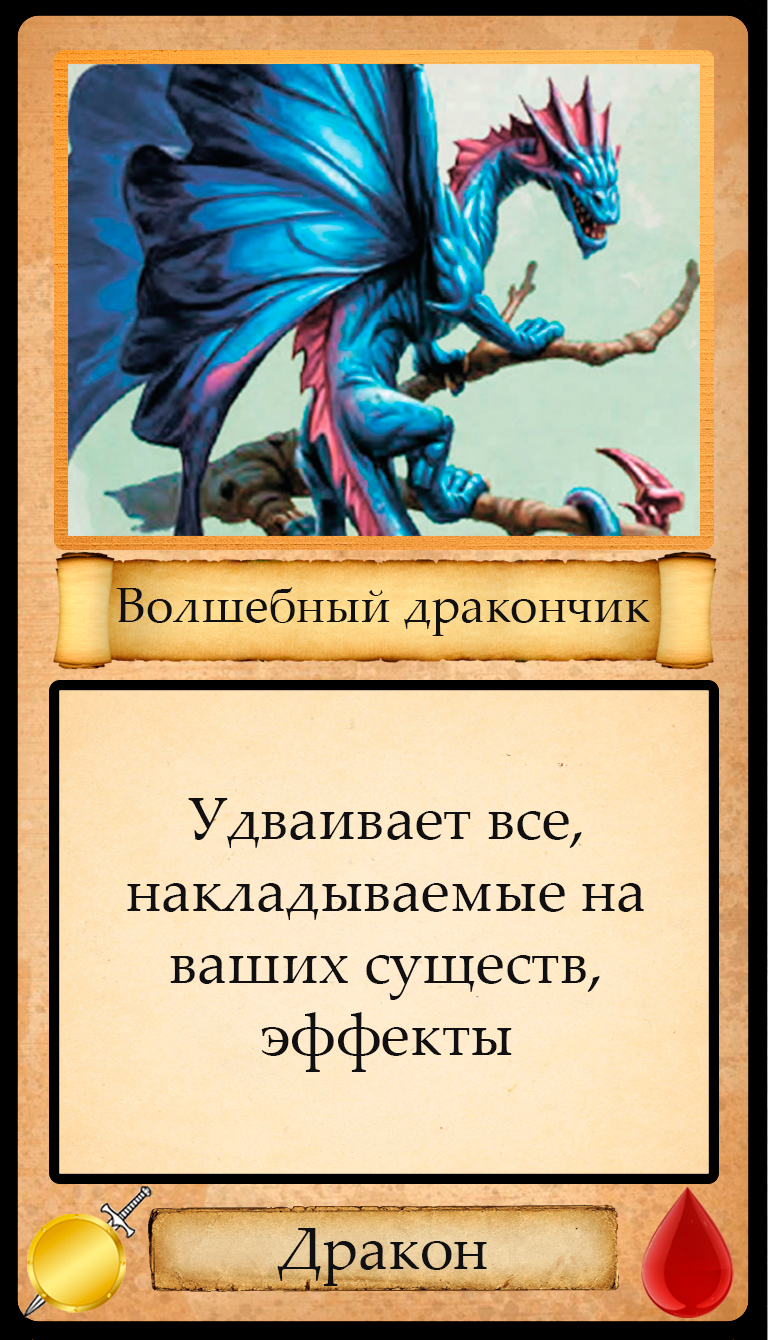 Волшебный дракончик
Удваивает все,
накладываемые на
ваших существ,
эффекты
Дракон